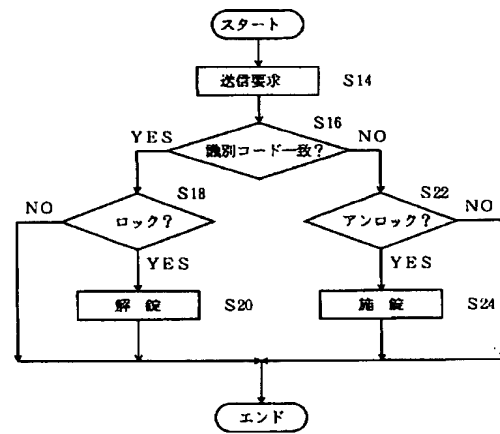 スタート
送信要求 S14
S16
YES 識別コード一致? NO
S18 S22
NO ロック? アンロック? NO
YES YES
解錠 S20 施錠 S24
エンド